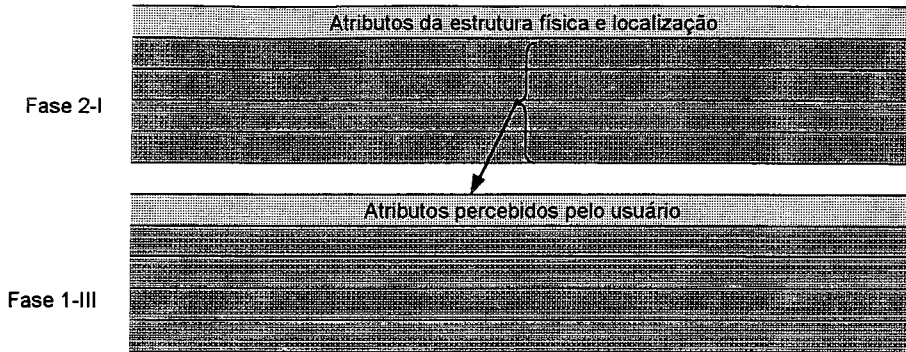 Atributos da estrutura física e localização
Fase 2-I
Atributos percebidos pelo usuário
Fase 1-III